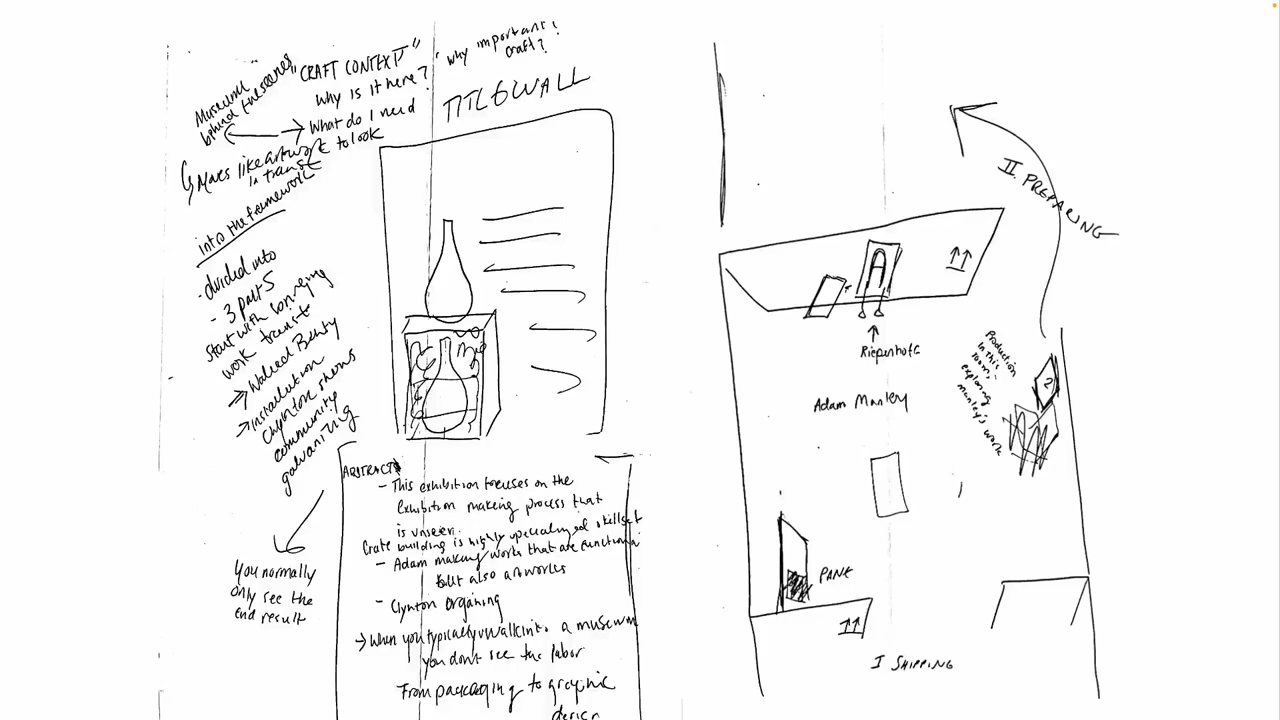 Museum
behind the scenes
"CRAFT CONTEXT"
Why is it here?
why important?
craft?
What do I need
to look
Makes like artwork
in transit
into the framework
TITLE WALL
- divided into
- 3 parts
start with bringing
work transit
Installation
Clynton shows
community
galvanizing
You normally
only see the
end result
ABSTRACT
- This exhibition focuses on the
exhibition making process that
is unseen.
Crate building is highly specialized skillset
- Adam making works that are functional
but also artworks
- Clynton organizing
→ When you typically walk into a museum
you don't see the labor
From packaging to graphic
design
II. PREPARING
A
Riepenhoff
Adam Manley
Production
In this
room,
exploring
Manley's work
2
I SHIPPING